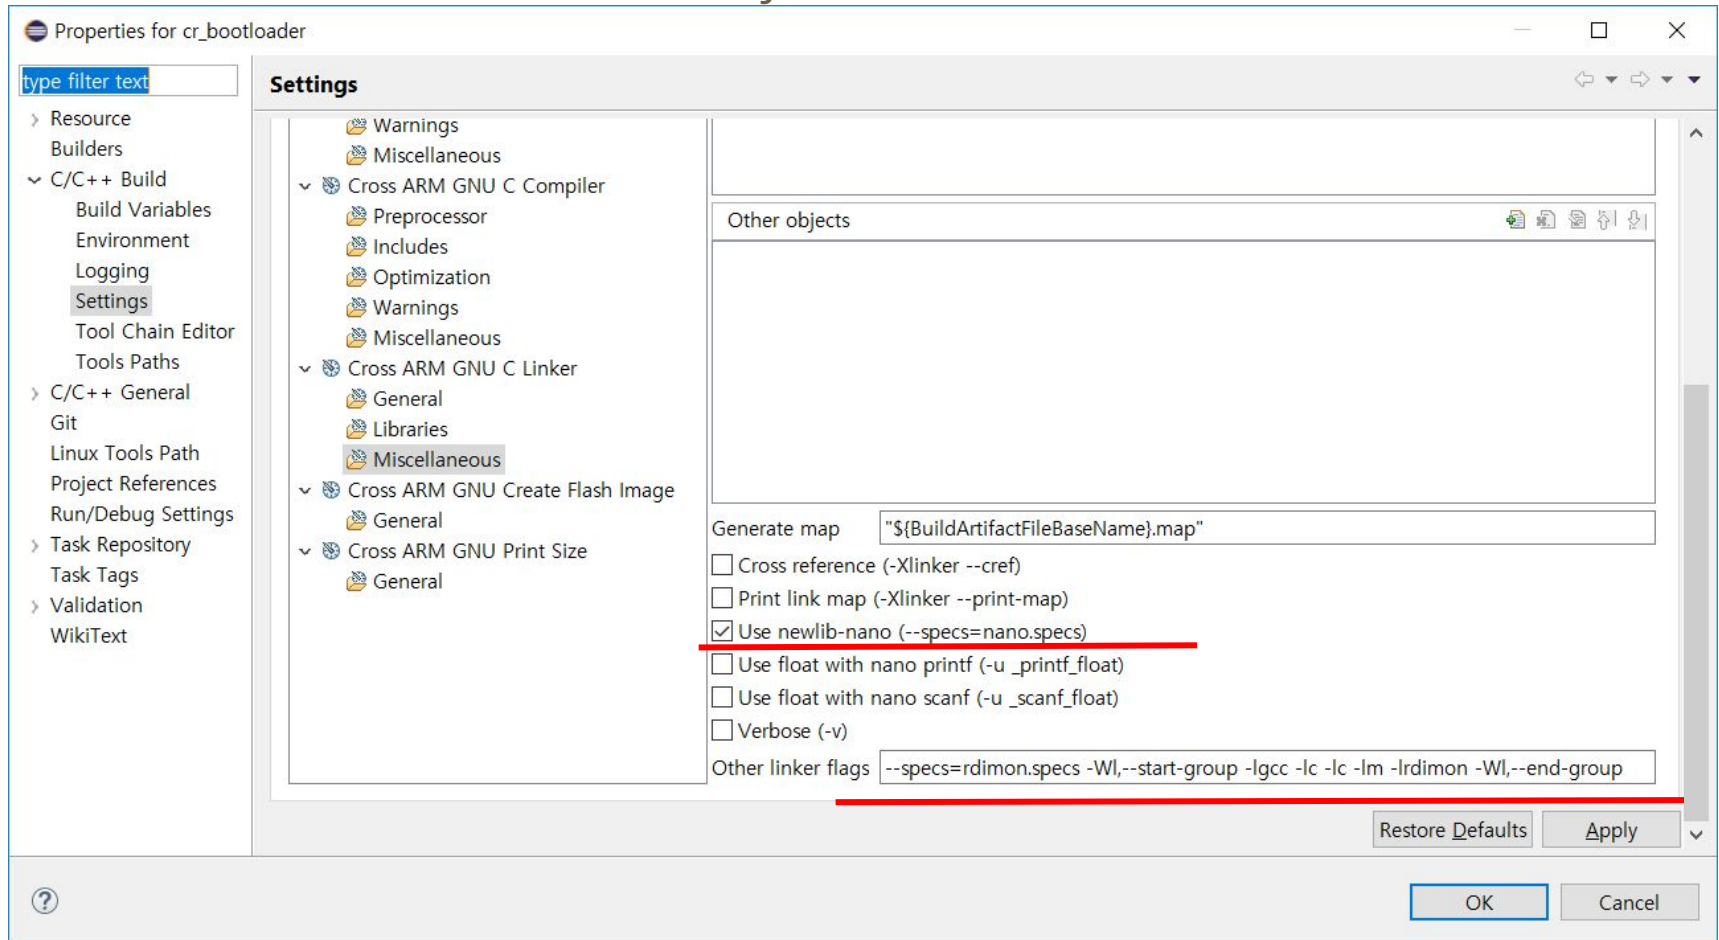 Properties for cr_bootloader
type filter text
Settings
Resource
Builders
C/C++ Build
Build Variables
Environment
Logging
Settings
Tool Chain Editor
Tools Paths
C/C++ General
Git
Linux Tools Path
Project References
Run/Debug Settings
Task Repository
Task Tags
Validation
WikiText
Warnings
Miscellaneous
Cross ARM GNU C Compiler
Preprocessor
Includes
Optimization
Warnings
Miscellaneous
Cross ARM GNU C Linker
General
Libraries
Miscellaneous
Cross ARM GNU Create Flash Image
General
Cross ARM GNU Print Size
General
Other objects
Generate map "${BuildArtifactFileBaseName}.map"
Cross reference (-Xlinker --cref)
Print link map (-Xlinker --print-map)
Use newlib-nano (--specs=nano.specs)
Use float with nano printf (-u _printf_float)
Use float with nano scanf (-u _scanf_float)
Verbose (-v)
Other linker flags --specs=rdimon.specs -Wl,--start-group -lgcc -lc -lc -lm -lrdimon -Wl,--end-group
Restore Defaults Apply
OK Cancel